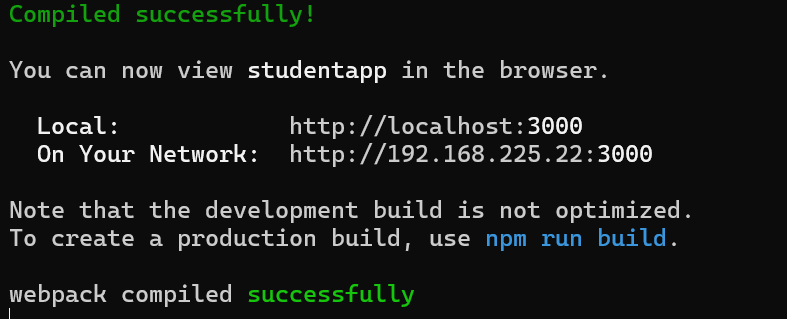 Compiled successfully!
You can now view studentapp in the browser.
Local: http://localhost:3000
On Your Network: http://192.168.225.22:3000
Note that the development build is not optimized.
To create a production build, use npm run build.
webpack compiled successfully